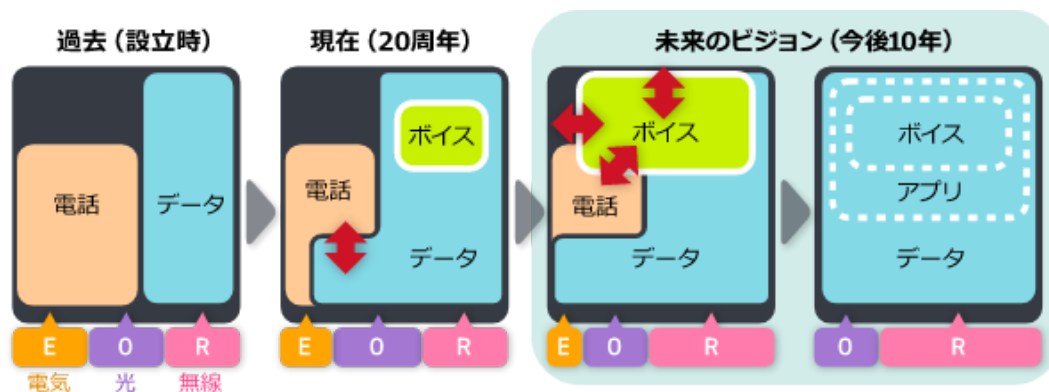 過去（設立時）
現在（20周年）
未来のビジョン（今後10年）
電話
データ
E
O
R
電気
光
無線
ボイス
電話
データ
E
O
R
ボイス
電話
データ
E
O
R
ボイス
アプリ
データ
O
R